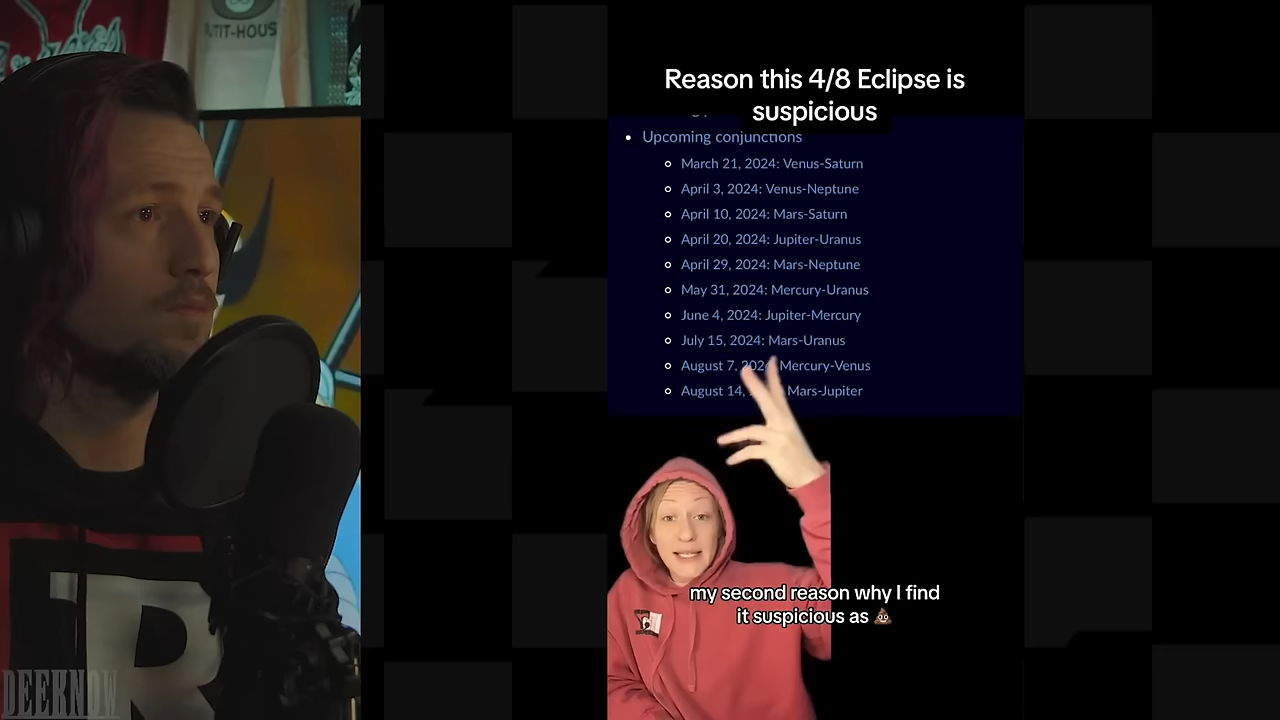 UTIT-HOUS
Reason this 4/8 Eclipse is
suspicious
Upcoming conjunctions
March 21, 2024: Venus-Saturn
April 3, 2024: Venus-Neptune
April 10, 2024: Mars-Saturn
April 20, 2024: Jupiter-Uranus
April 29, 2024: Mars-Neptune
May 31, 2024: Mercury-Uranus
June 4, 2024: Jupiter-Mercury
July 15, 2024: Mars-Uranus
August 7, 2024 Mercury-Venus
August 14, Mars-Jupiter
my second reason why I find
it suspicious as 💩
R
DEEKNOW